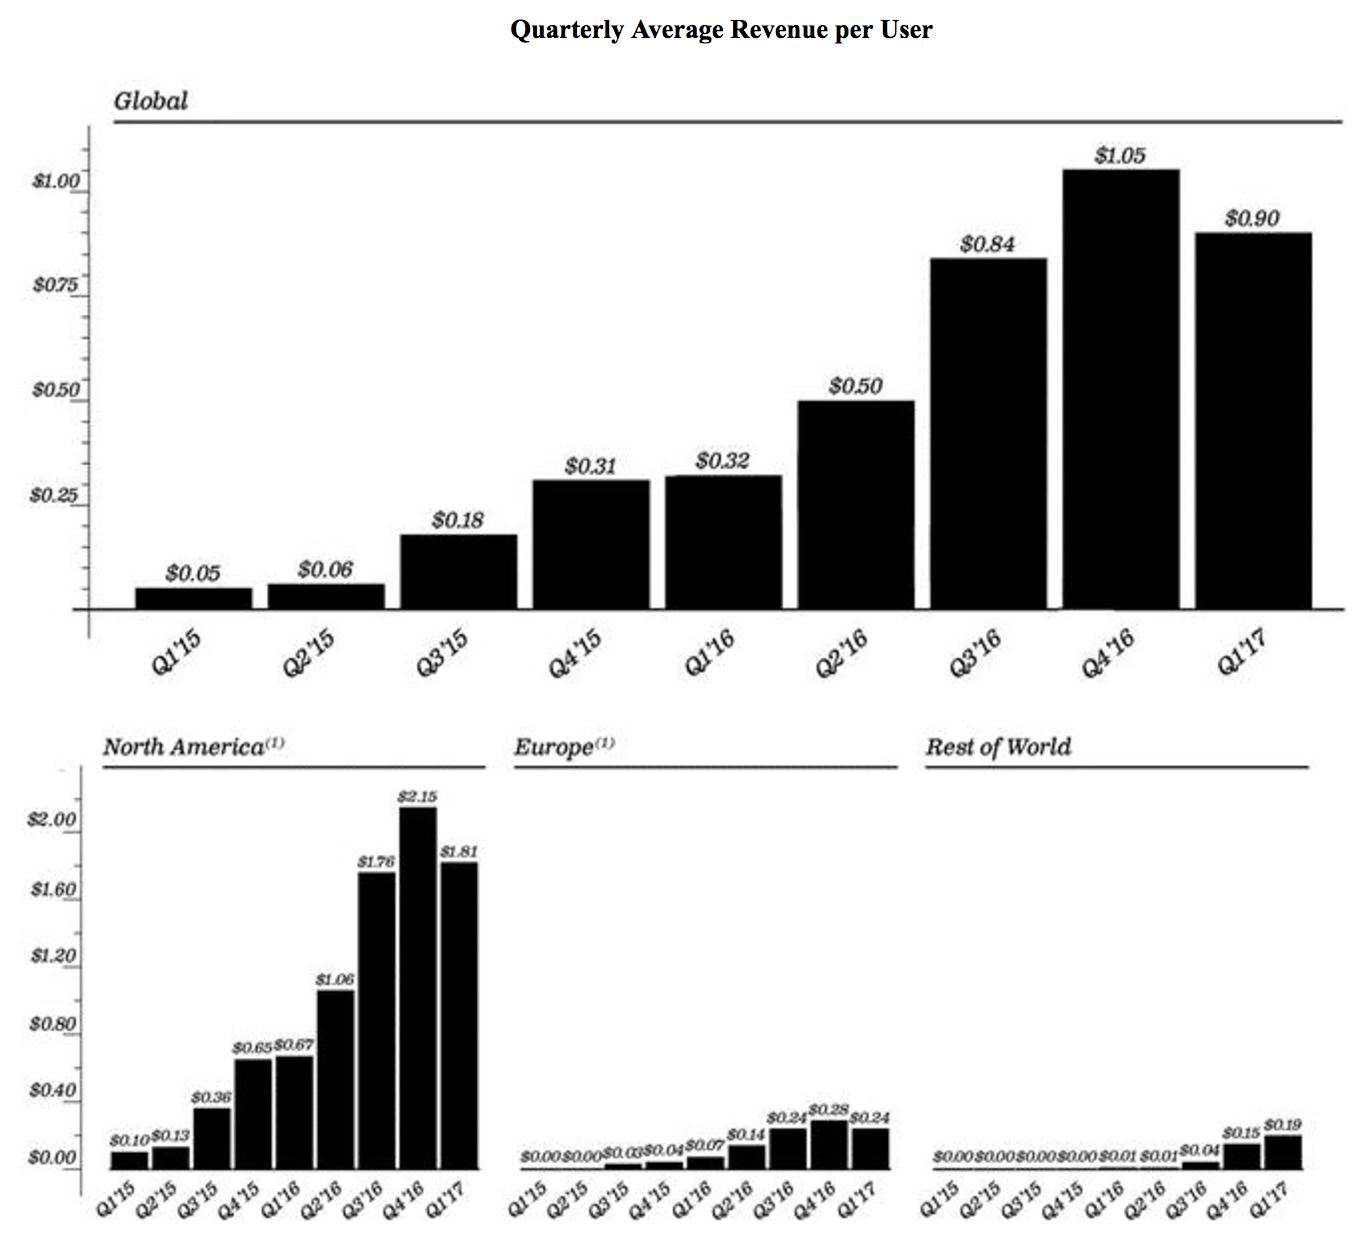 Quarterly Average Revenue per User
Global
$1.00
$0.75
$0.50
$0.25
$0.05
$0.06
$0.18
$0.31
$0.32
$0.50
$0.84
$1.05
$0.90
Q1'15
Q2'15
Q3'15
Q4'15
Q1'16
Q2'16
Q3'16
Q4'16
Q1'17
North America(1)
$2.00
$1.60
$1.20
$0.80
$0.40
$0.00
$0.10
$0.13
$0.36
$0.65
$0.67
$1.06
$1.76
$2.15
$1.81
Q1'15
Q2'15
Q3'15
Q4'15
Q1'16
Q2'16
Q3'16
Q4'16
Q1'17
Europe(1)
$0.00
$0.00
$0.03
$0.04
$0.07
$0.14
$0.24
$0.28
$0.24
Q1'15
Q2'15
Q3'15
Q4'15
Q1'16
Q2'16
Q3'16
Q4'16
Q1'17
Rest of World
$0.00
$0.00
$0.00
$0.00
$0.01
$0.01
$0.04
$0.15
$0.19
Q1'15
Q2'15
Q3'15
Q4'15
Q1'16
Q2'16
Q3'16
Q4'16
Q1'17